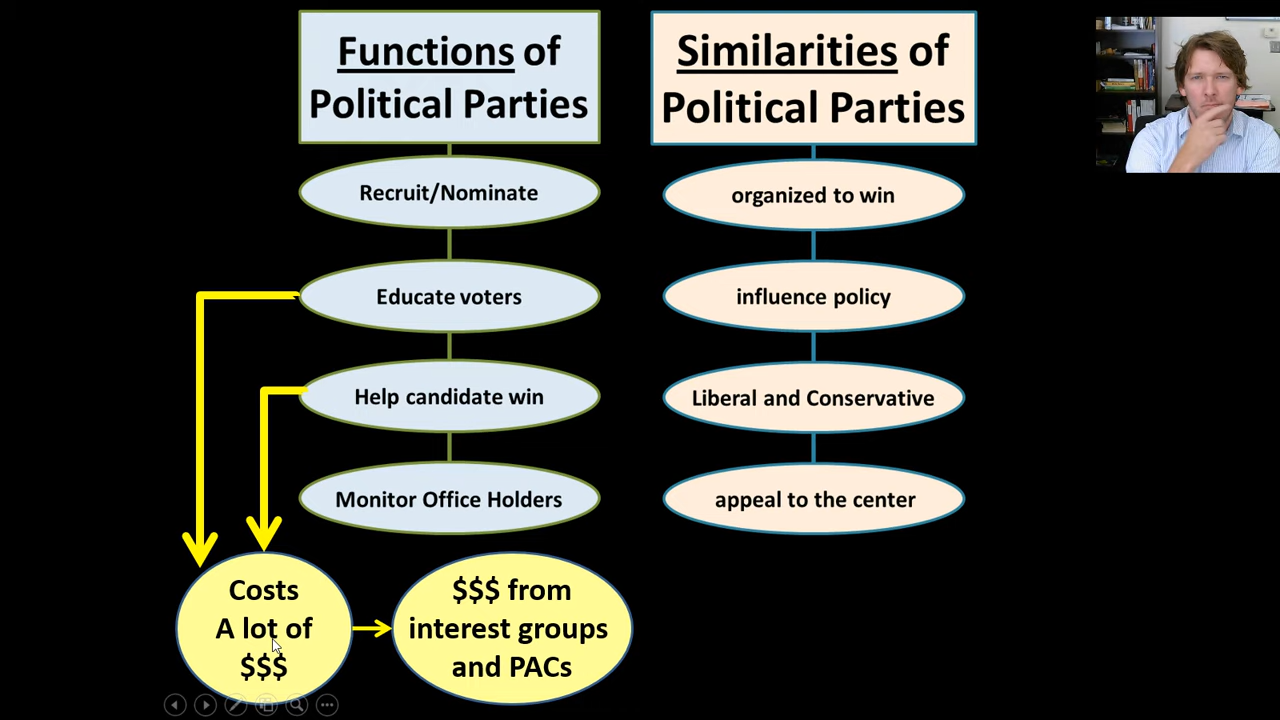 Functions of
Political Parties
Recruit/Nominate
Educate voters
Help candidate win
Monitor Office Holders
Costs
A lot of
$$$
$$$ from
interest groups
and PACs
Similarities of
Political Parties
organized to win
influence policy
Liberal and Conservative
appeal to the center